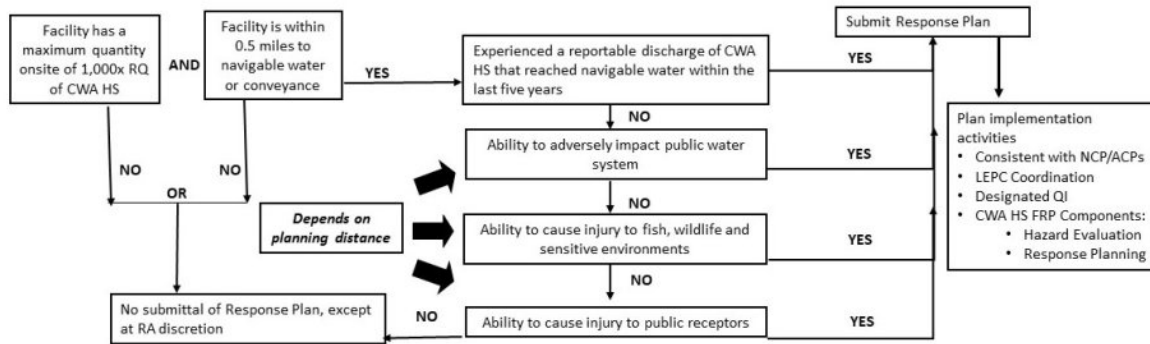 Facility has a
maximum quantity
onsite of 1,000x RQ
of CWA HS
AND
Facility is within
0.5 miles to
navigable water
or conveyance
YES
Experienced a reportable discharge of CWA
HS that reached navigable water within the
last five years
YES
Submit Response Plan
NO
NO
OR
NO
Ability to adversely impact public water
system
YES
Depends on
planning distance
NO
Ability to cause injury to fish, wildlife and
sensitive environments
YES
NO
Ability to cause injury to public receptors
YES
NO
No submittal of Response Plan, except
at RA discretion
Plan implementation
activities
• Consistent with NCP/ACPs
• LEPC Coordination
• Designated QI
• CWA HS FRP Components:
• Hazard Evaluation
• Response Planning